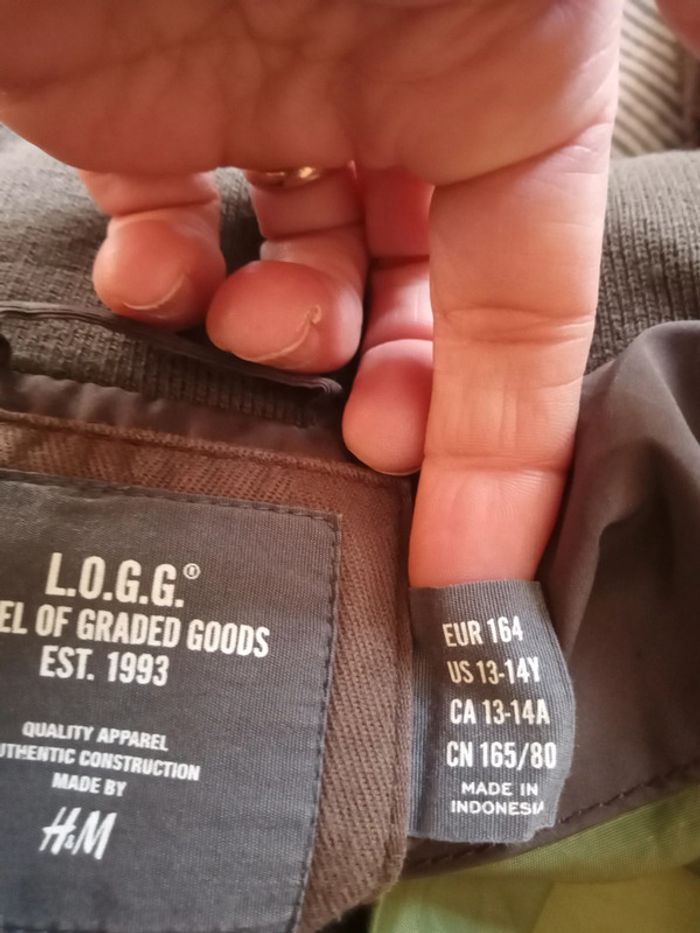 L.O.G.G.®
EL OF GRADED GOODS
EST. 1993
QUALITY APPAREL
UTHENTIC CONSTRUCTION
MADE BY
H&M
EUR 164
US 13-14Y
CA 13-14A
CN 165/80
MADE IN
INDONESIA